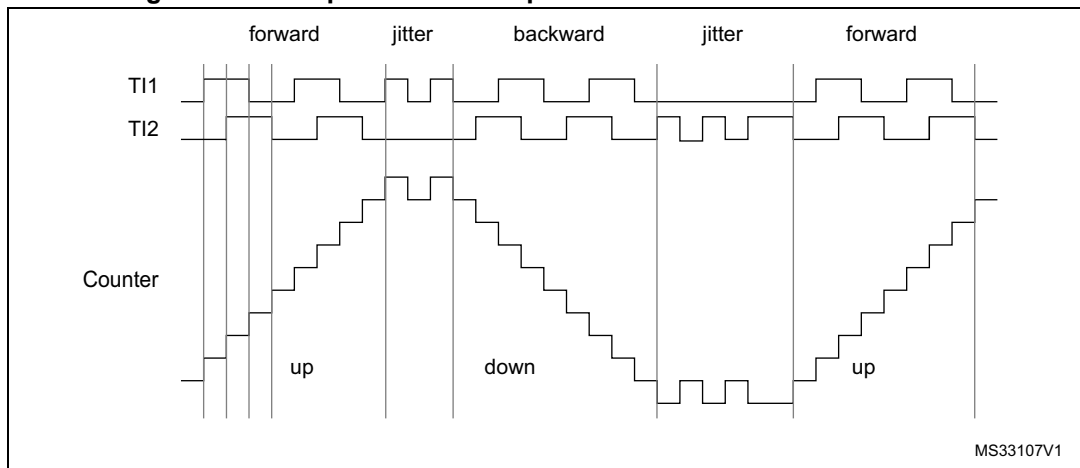 forward jitter backward jitter forward
TI1
TI2
Counter
up down up
MS33107V1